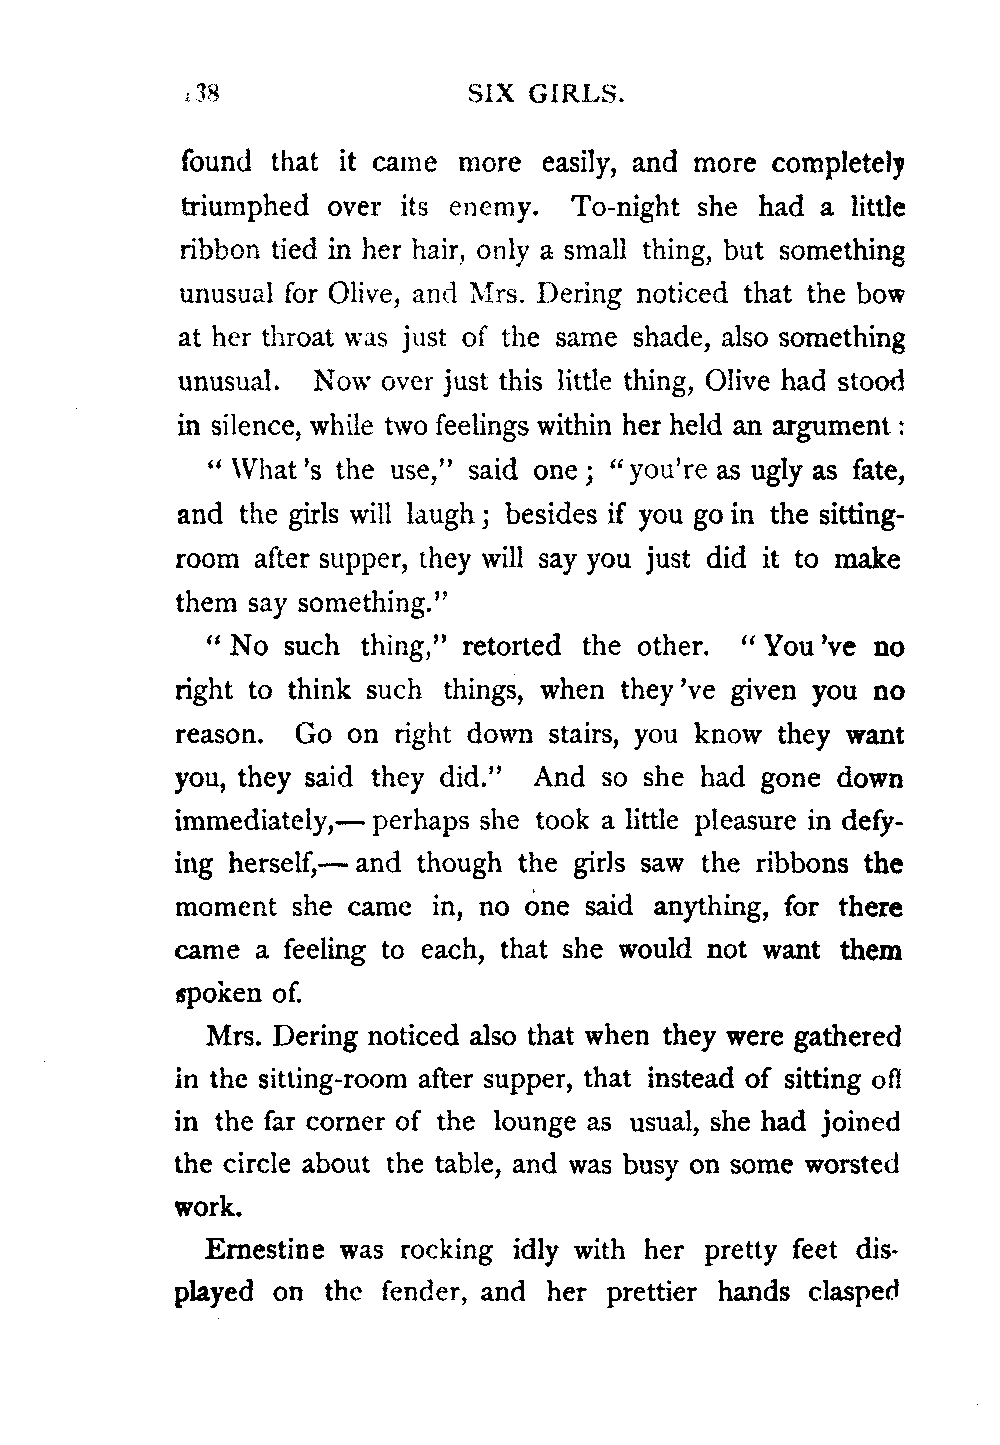 138 SIX GIRLS.
found that it came more easily, and more completely
triumphed over its enemy. To-night she had a little
ribbon tied in her hair, only a small thing, but something
unusual for Olive, and Mrs. Dering noticed that the bow
at her throat was just of the same shade, also something
unusual. Now over just this little thing, Olive had stood
in silence, while two feelings within her held an argument :
" What 's the use," said one ; " you're as ugly as fate,
and the girls will laugh ; besides if you go in the sitting-
room after supper, they will say you just did it to make
them say something."
" No such thing," retorted the other. " You 've no
right to think such things, when they 've given you no
reason. Go on right down stairs, you know they want
you, they said they did." And so she had gone down
immediately,— perhaps she took a little pleasure in defy-
ing herself,— and though the girls saw the ribbons the
moment she came in, no one said anything, for there
came a feeling to each, that she would not want them
spoken of.
Mrs. Dering noticed also that when they were gathered
in the sitting-room after supper, that instead of sitting off
in the far corner of the lounge as usual, she had joined
the circle about the table, and was busy on some worsted
work.
Ernestine was rocking idly with her pretty feet dis-
played on the fender, and her prettier hands clasped